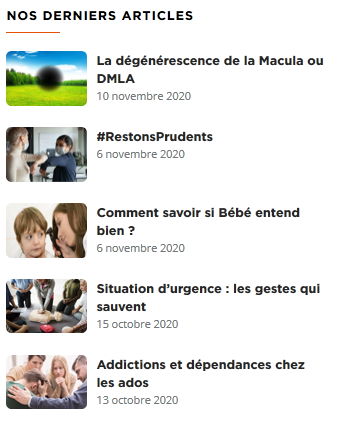 NOS DERNIERS ARTICLES
La dégénérescence de la Macula ou
DMLA
10 novembre 2020
#RestonsPrudents
6 novembre 2020
Comment savoir si Bébé entend
bien ?
6 novembre 2020
Situation d’urgence : les gestes qui
sauvent
15 octobre 2020
Addictions et dépendances chez
les ados
13 octobre 2020